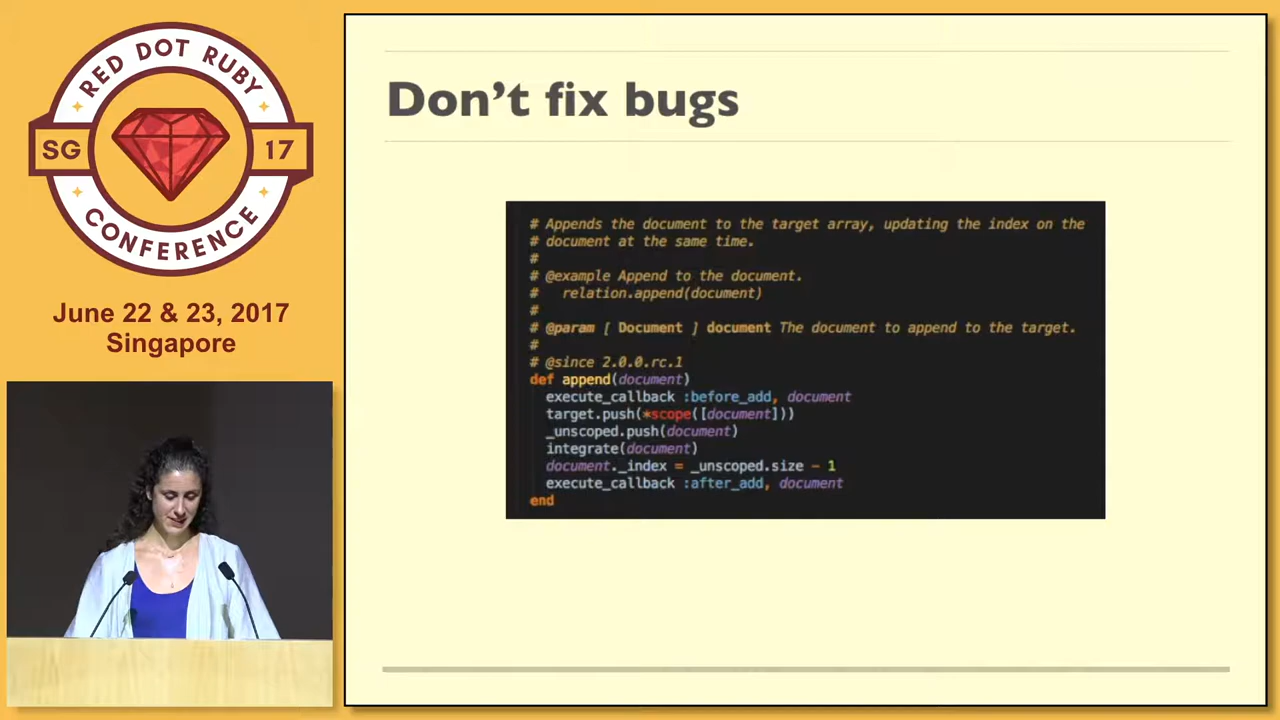 RED DOT RUBY
SG 17
CONFERENCE
June 22 & 23, 2017
Singapore
Don't fix bugs
# Appends the document to the target array, updating the index on the
# document at the same time.
#
# @example Append to the document.
#   relation.append(document)
#
# @param [ Document ] document The document to append to the target.
#
# @since 2.0.0.rc.1
def append(document)
  execute_callback :before_add, document
  target.push(*scope([document]))
  _unscoped.push(document)
  integrate(document)
  document._index = _unscoped.size - 1
  execute_callback :after_add, document
end